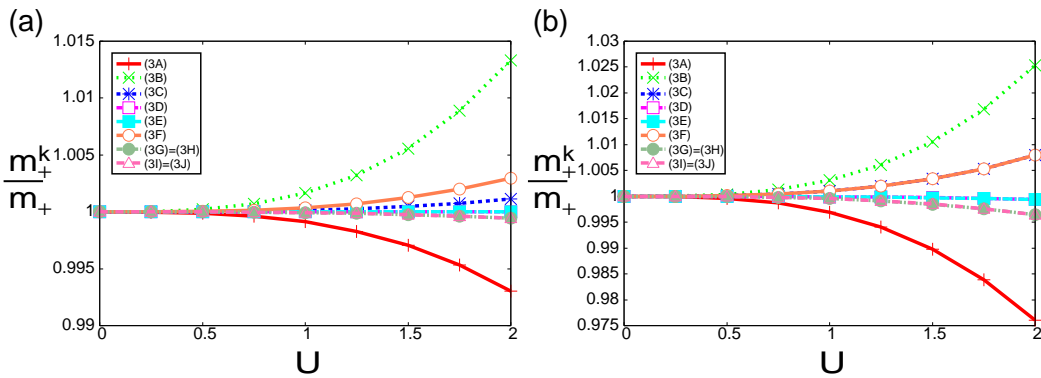 (a)
1.015
1.01
1.005
1
0.995
0.99
m₊ᵏ
m₊
(3A)
(3B)
(3C)
(3D)
(3E)
(3F)
(3G)=(3H)
(3I)=(3J)
0
0.5
1
1.5
2
U
(b)
1.03
1.025
1.02
1.015
1.01
1.005
1
0.995
0.99
0.985
0.98
0.975
m₊ᵏ
m₊
(3A)
(3B)
(3C)
(3D)
(3E)
(3F)
(3G)=(3H)
(3I)=(3J)
0
0.5
1
1.5
2
U